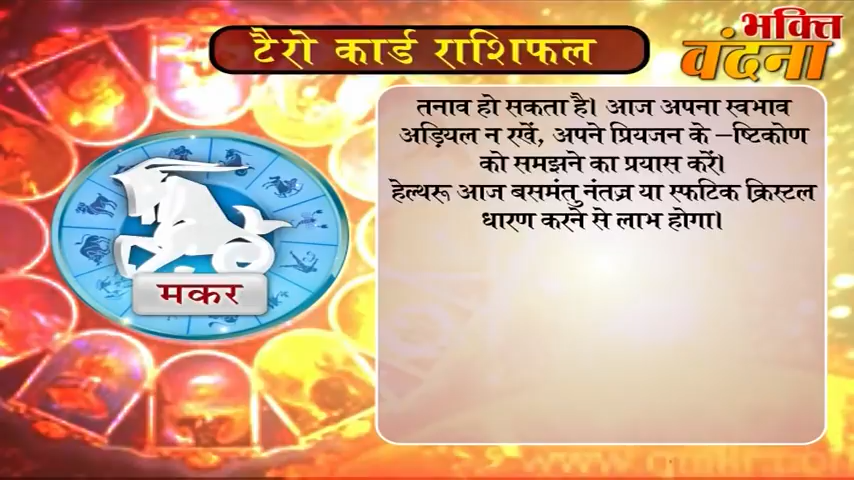 टैरो कार्ड राशिफल
भक्ति
वंदना
तनाव हो सकता है। आज अपना स्वभाव
अड़ियल न रखें, अपने प्रियजन के –ष्टिकोण
को समझने का प्रयास करें।
हेल्थरू आज बसमंतु नंतज्र या स्फटिक क्रिस्टल
धारण करने से लाभ होगा।
मकर